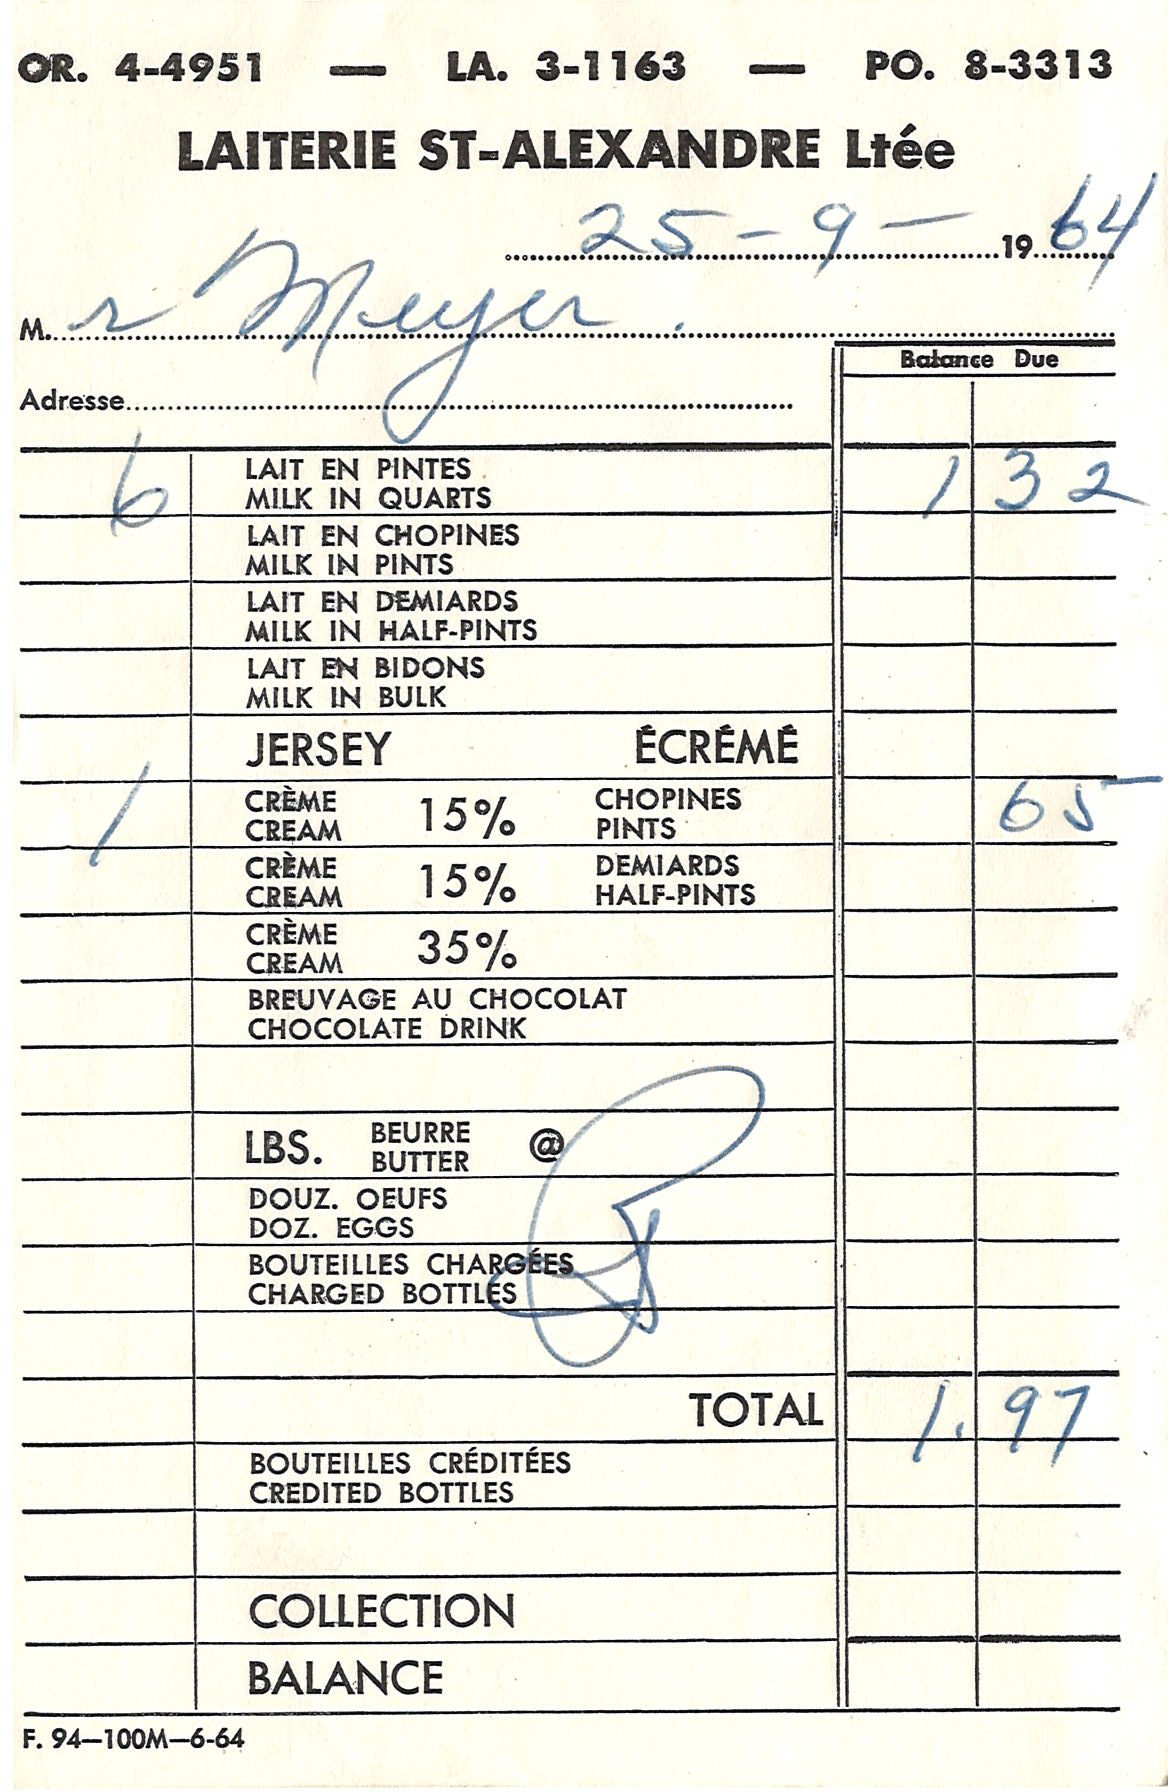 OR. 4-4951 — LA. 3-1163 — PO. 8-3313
LAITERIE ST-ALEXANDRE Ltée
25-9- 1964
M. r Meyer.
Balance Due
Adresse
6 LAIT EN PINTES 1 32
MILK IN QUARTS
LAIT EN CHOPINES
MILK IN PINTS
LAIT EN DEMIARDS
MILK IN HALF-PINTS
LAIT EN BIDONS
MILK IN BULK
JERSEY ÉCRÉMÉ
1 CRÈME 15% CHOPINES 65
CREAM PINTS
CRÈME 15% DEMIARDS
CREAM HALF-PINTS
CRÈME 35%
CREAM
BREUVAGE AU CHOCOLAT
CHOCOLATE DRINK
LBS. BEURRE @
BUTTER
DOUZ. OEUFS
DOZ. EGGS
BOUTEILLES CHARGÉES
CHARGED BOTTLES
TOTAL 1.97
BOUTEILLES CRÉDITÉES
CREDITED BOTTLES
COLLECTION
BALANCE
F. 94—100M—6-64